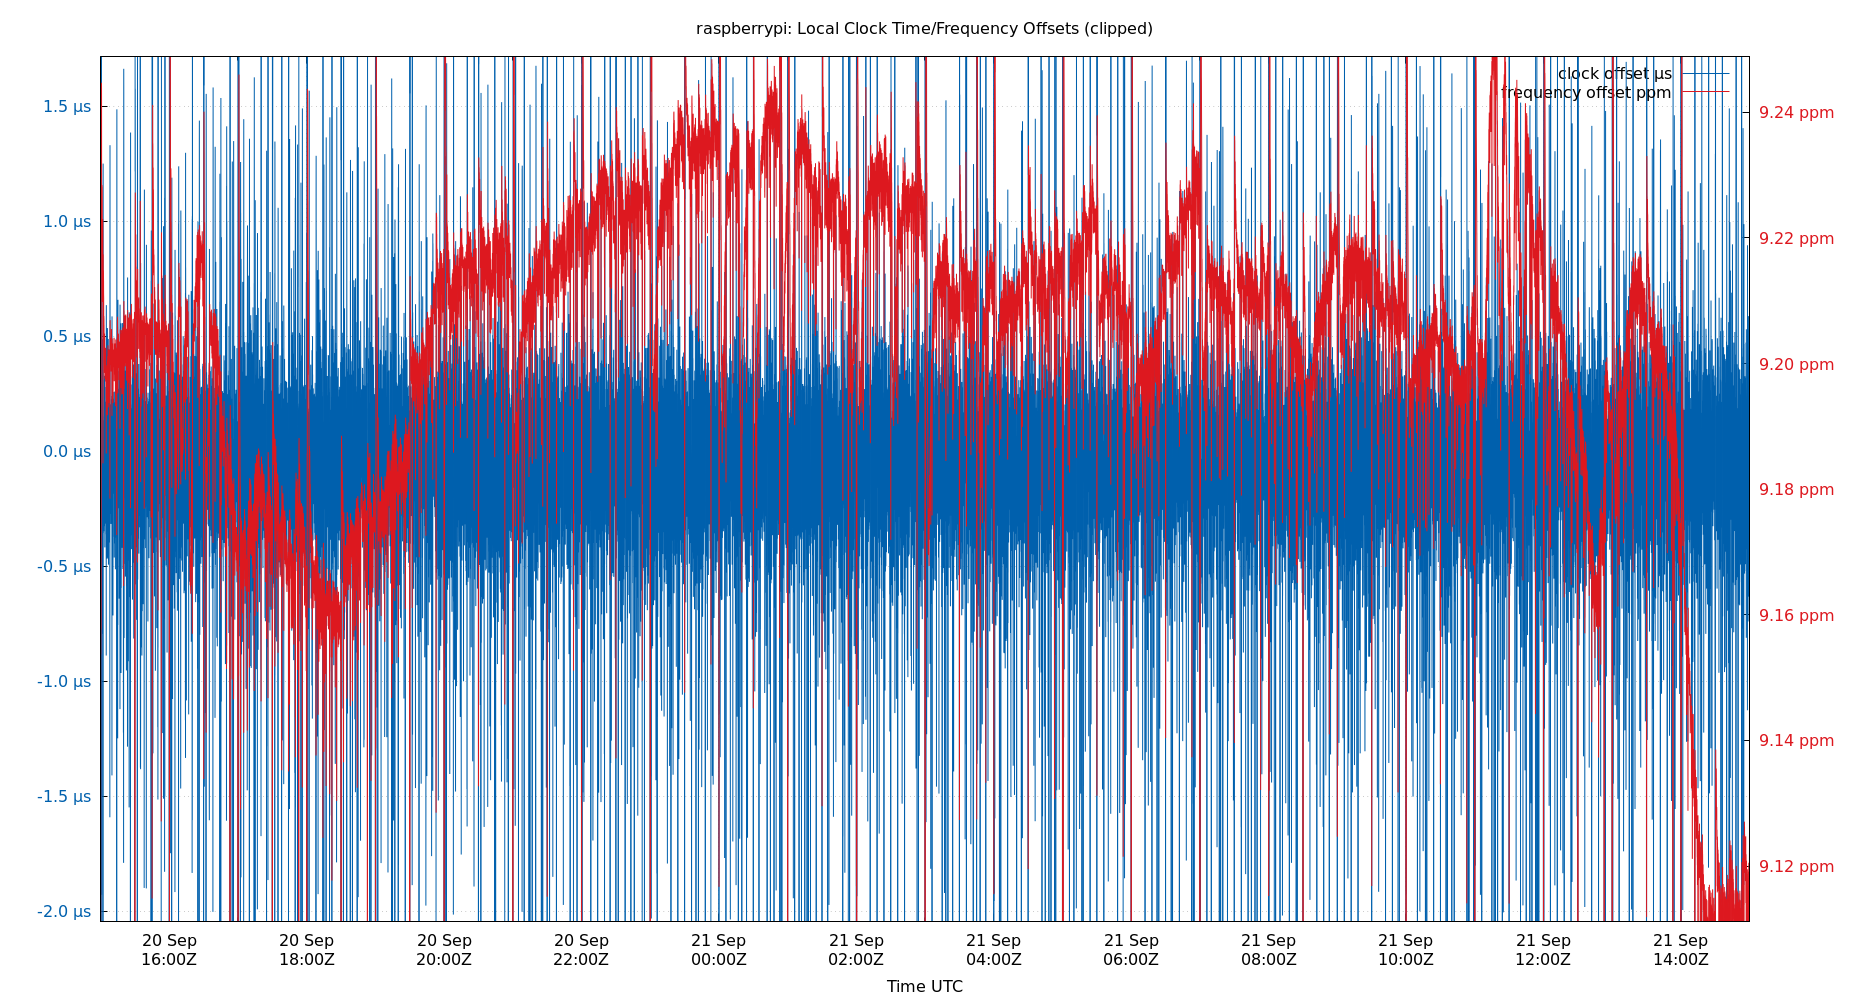 raspberrypi: Local Clock Time/Frequency Offsets (clipped)
clock offset µs
frequency offset ppm
1.5 µs
1.0 µs
0.5 µs
0.0 µs
-0.5 µs
-1.0 µs
-1.5 µs
-2.0 µs
9.24 ppm
9.22 ppm
9.20 ppm
9.18 ppm
9.16 ppm
9.14 ppm
9.12 ppm
20 Sep
16:00Z
20 Sep
18:00Z
20 Sep
20:00Z
20 Sep
22:00Z
21 Sep
00:00Z
21 Sep
02:00Z
21 Sep
04:00Z
21 Sep
06:00Z
21 Sep
08:00Z
21 Sep
10:00Z
21 Sep
12:00Z
21 Sep
14:00Z
Time UTC